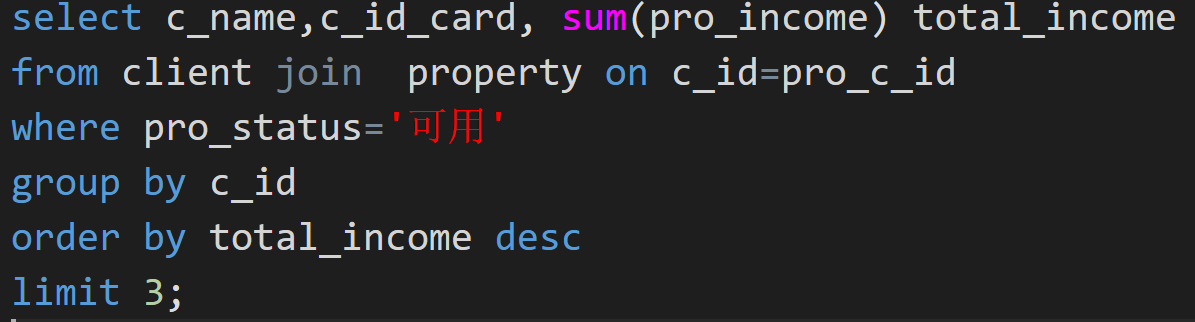 select c_name,c_id_card, sum(pro_income) total_income
from client join  property on c_id=pro_c_id
where pro_status='可用'
group by c_id
order by total_income desc
limit 3;